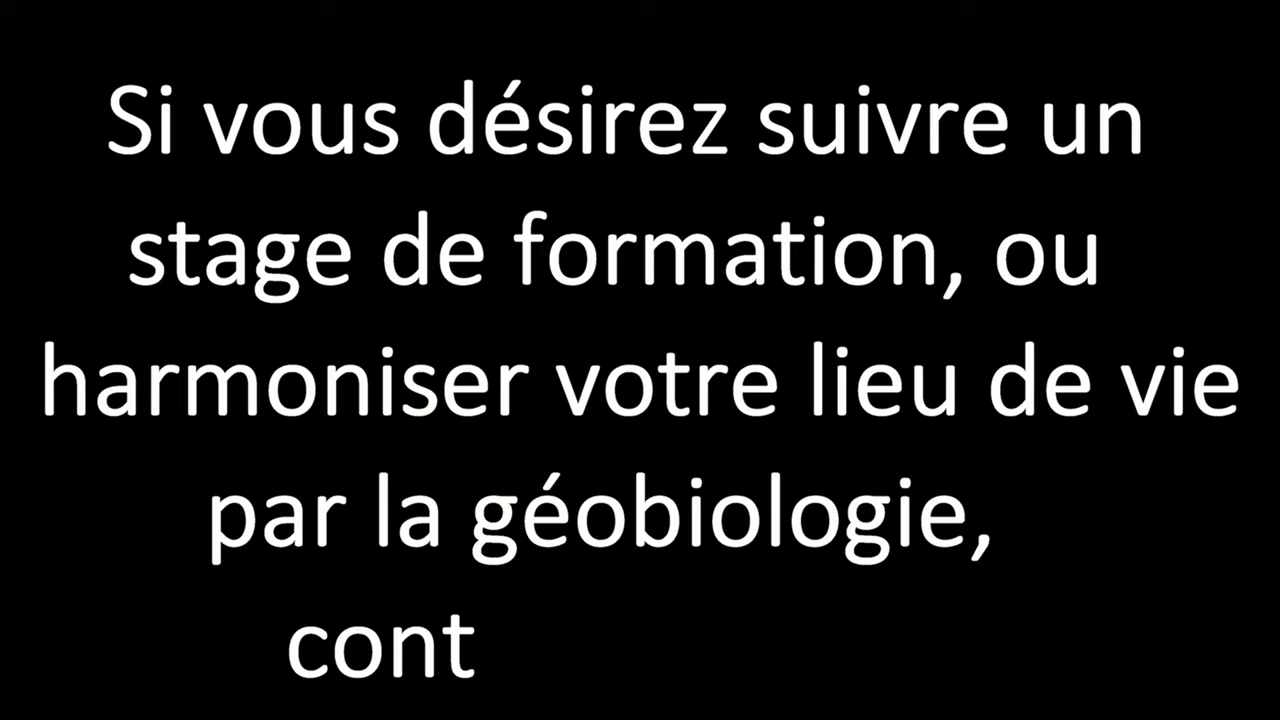 Si vous désirez suivre un
stage de formation, ou
harmoniser votre lieu de vie
par la géobiologie,
cont